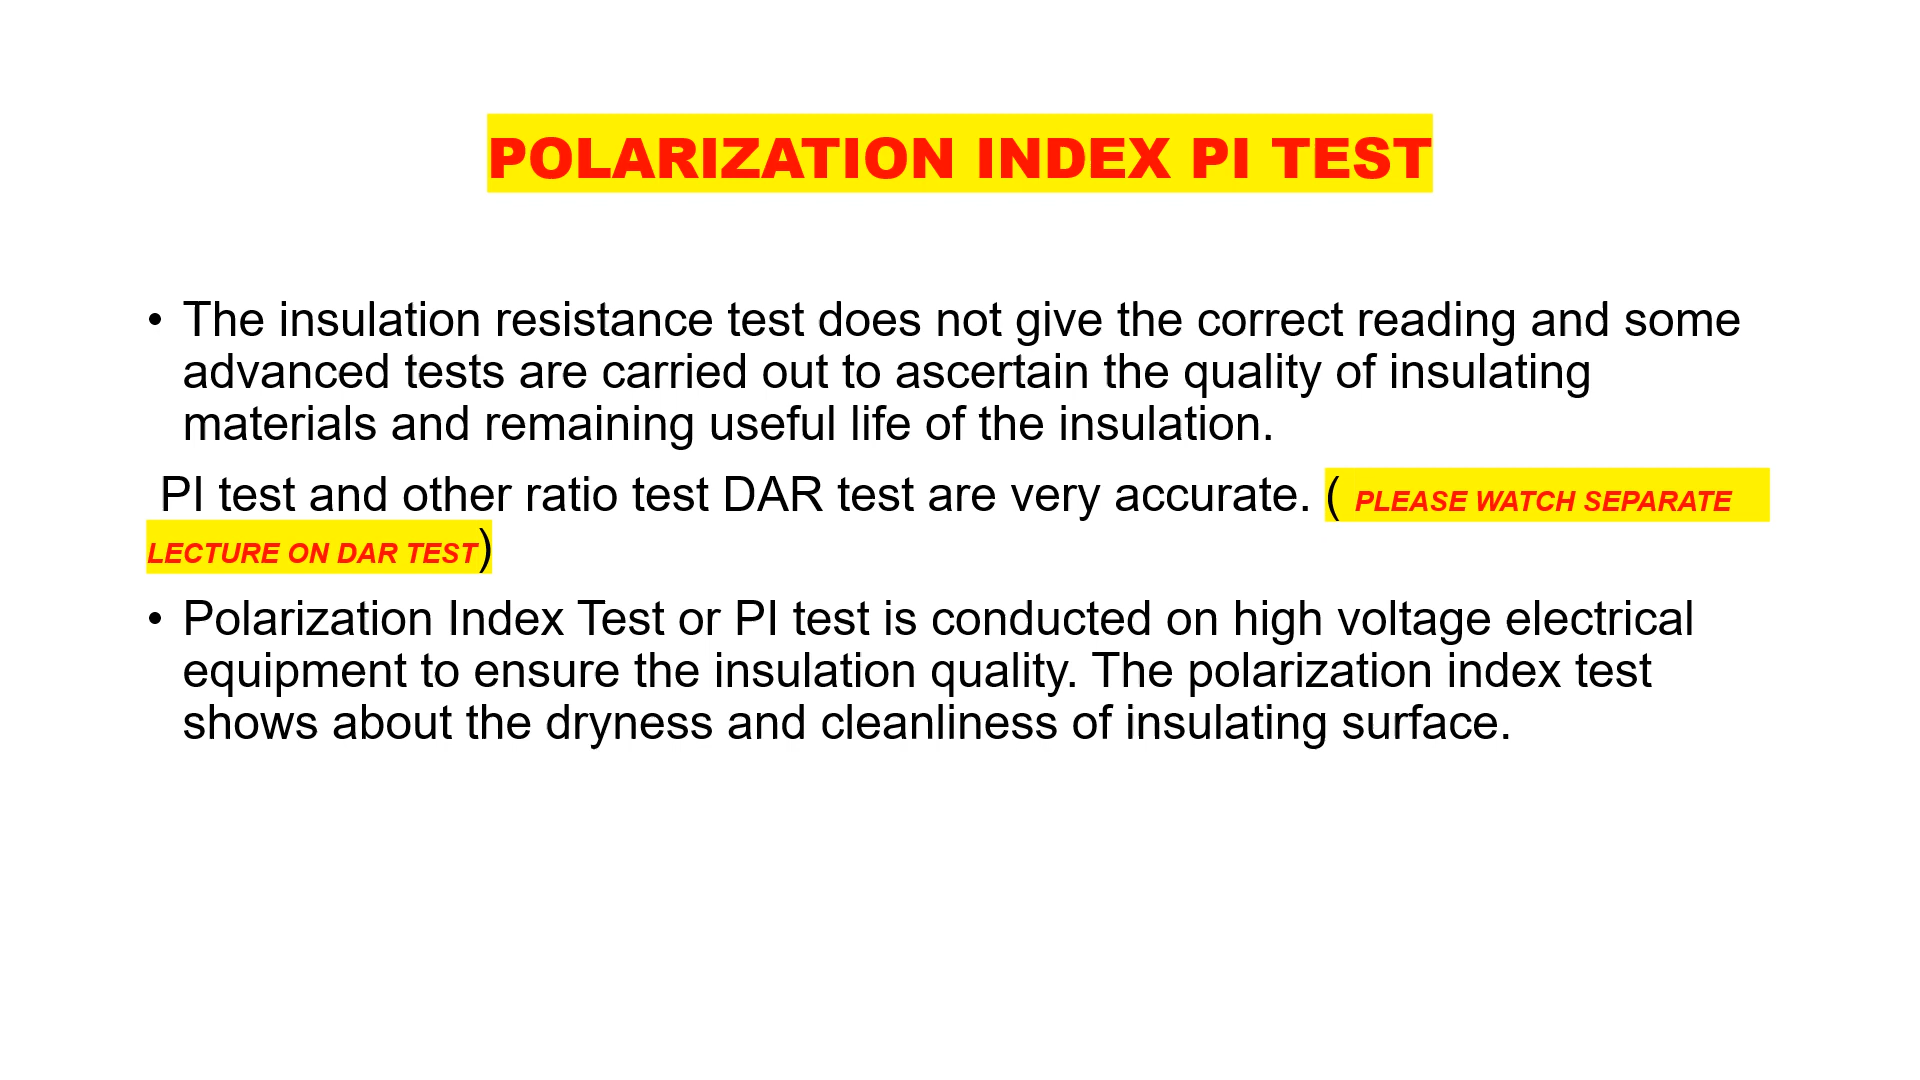 POLARIZATION INDEX PI TEST
• The insulation resistance test does not give the correct reading and some
advanced tests are carried out to ascertain the quality of insulating
materials and remaining useful life of the insulation.
PI test and other ratio test DAR test are very accurate. ( PLEASE WATCH SEPARATE
LECTURE ON DAR TEST)
• Polarization Index Test or PI test is conducted on high voltage electrical
equipment to ensure the insulation quality. The polarization index test
shows about the dryness and cleanliness of insulating surface.